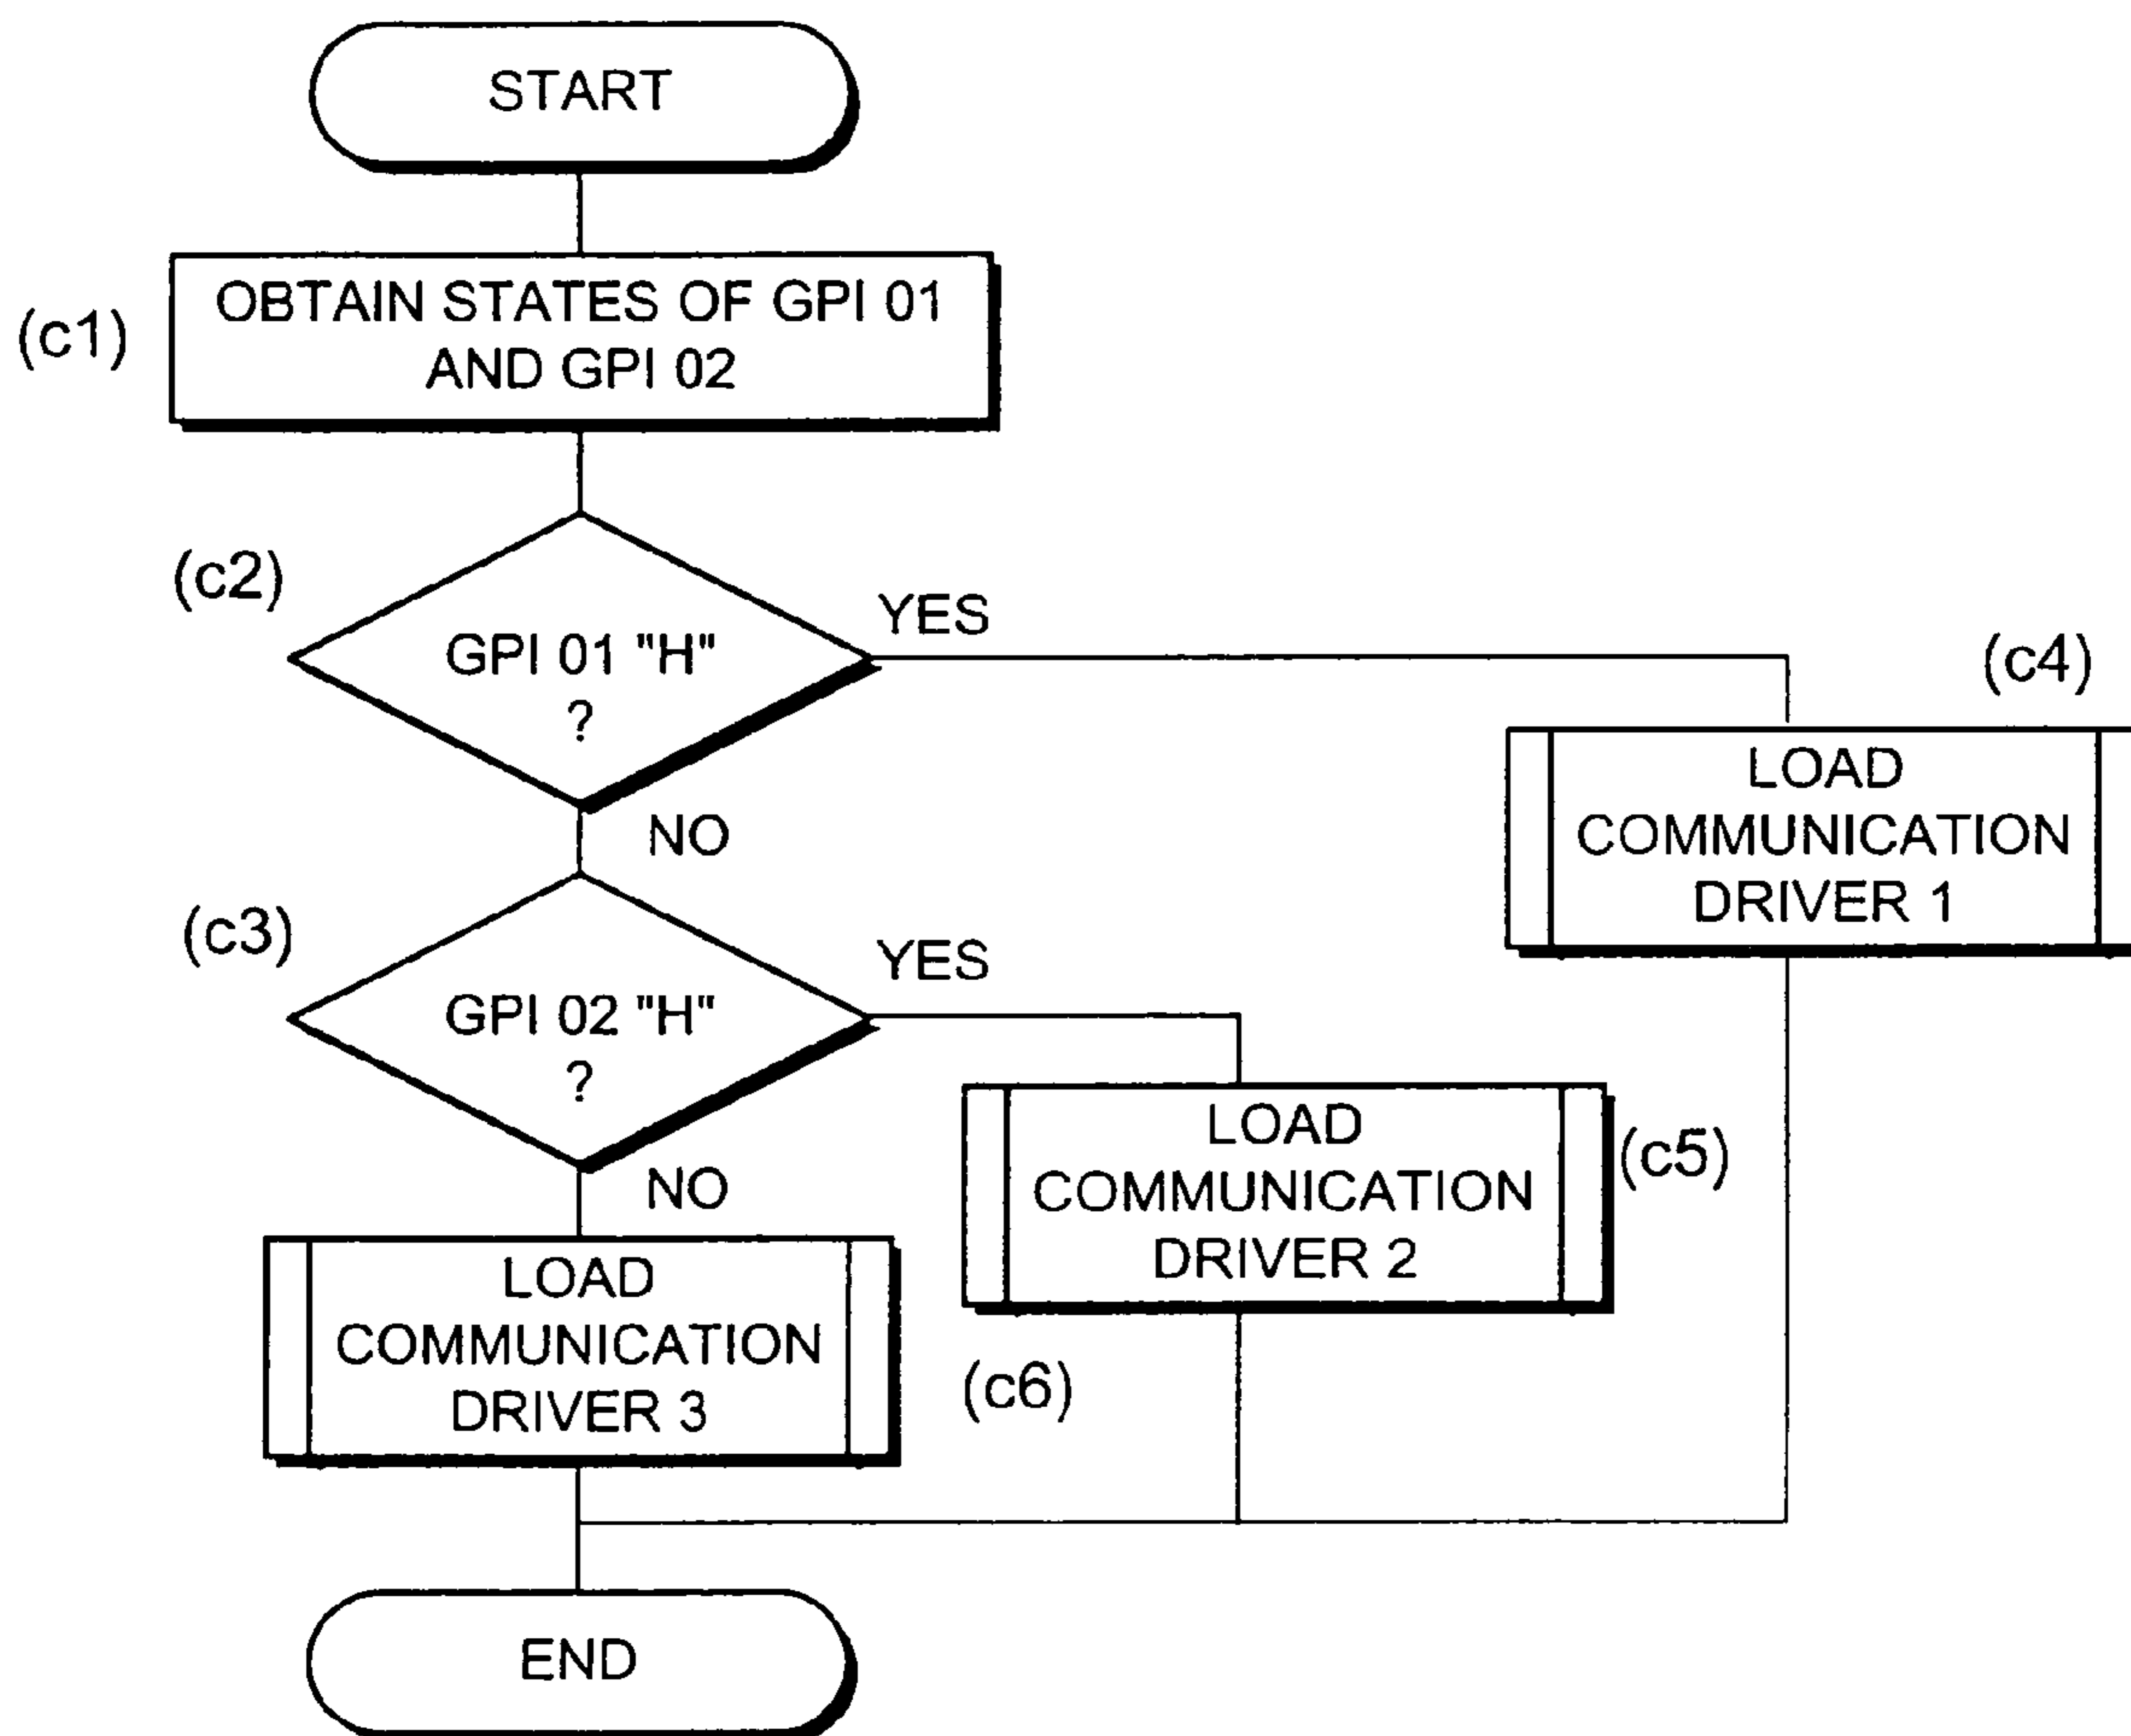 START
(c1)
OBTAIN STATES OF GPI 01
AND GPI 02
(c2)
GPI 01 "H"
?
YES
NO
(c4)
LOAD
COMMUNICATION
DRIVER 1
(c3)
GPI 02 "H"
?
YES
NO
LOAD
COMMUNICATION
DRIVER 2
(c5)
LOAD
COMMUNICATION
DRIVER 3
(c6)
END